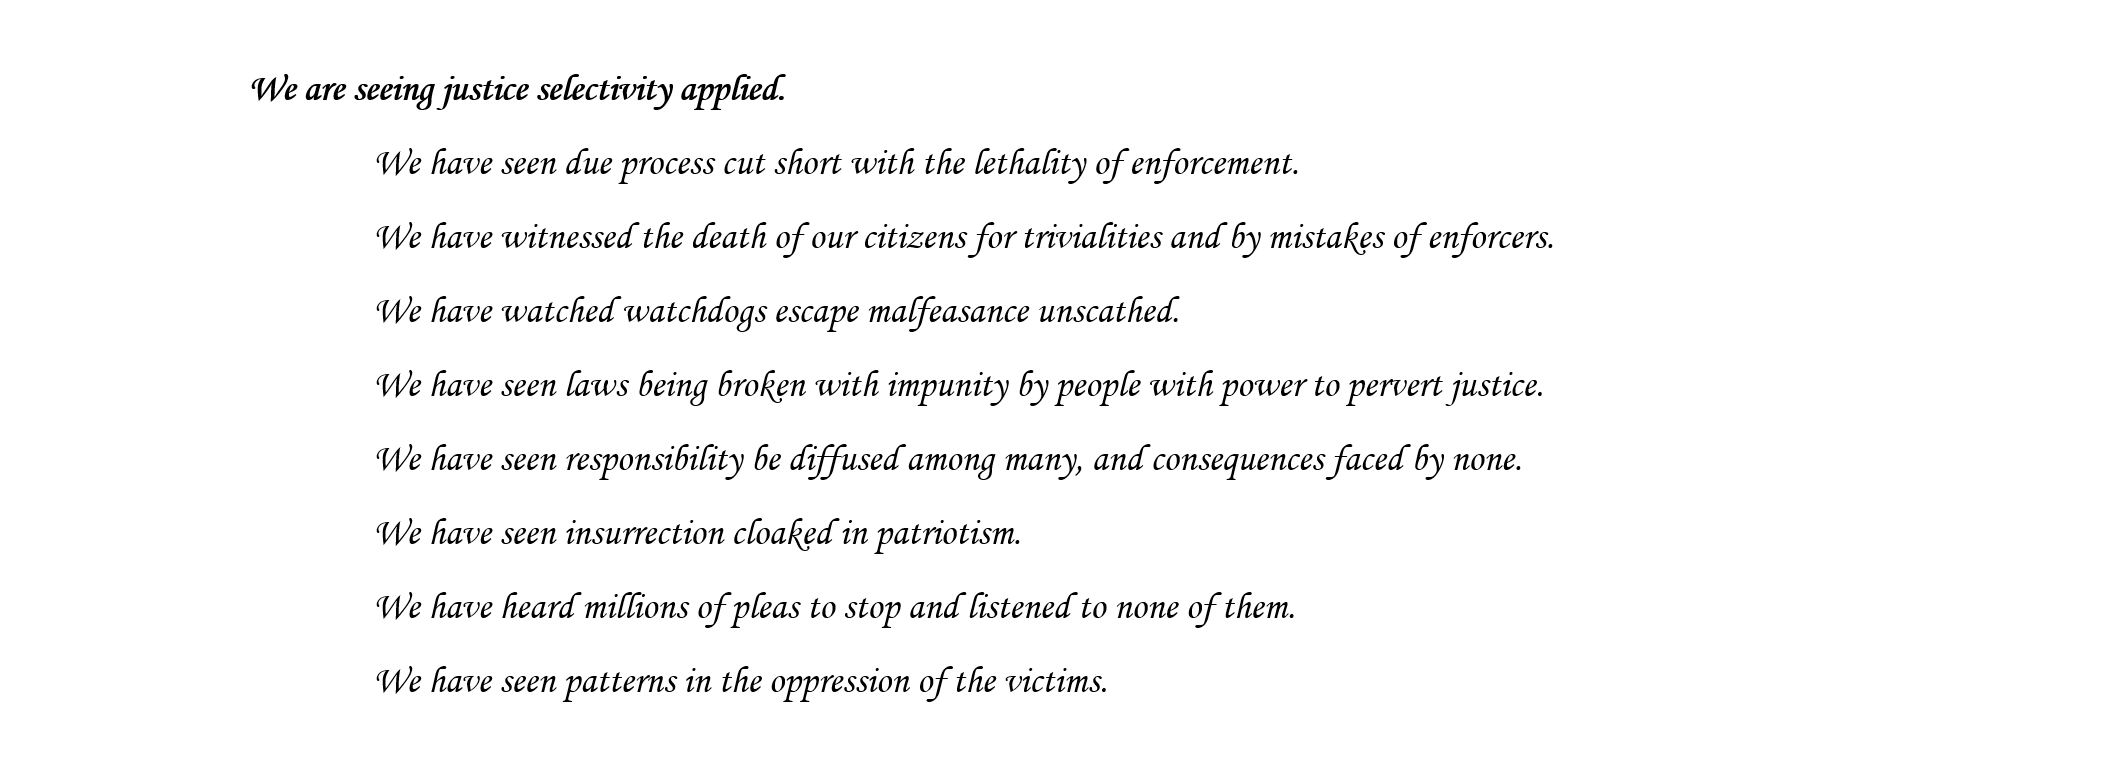 We are seeing justice selectivity applied.
We have seen due process cut short with the lethality of enforcement.
We have witnessed the death of our citizens for trivialities and by mistakes of enforcers.
We have watched watchdogs escape malfeasance unscathed.
We have seen laws being broken with impunity by people with power to pervert justice.
We have seen responsibility be diffused among many, and consequences faced by none.
We have seen insurrection cloaked in patriotism.
We have heard millions of pleas to stop and listened to none of them.
We have seen patterns in the oppression of the victims.